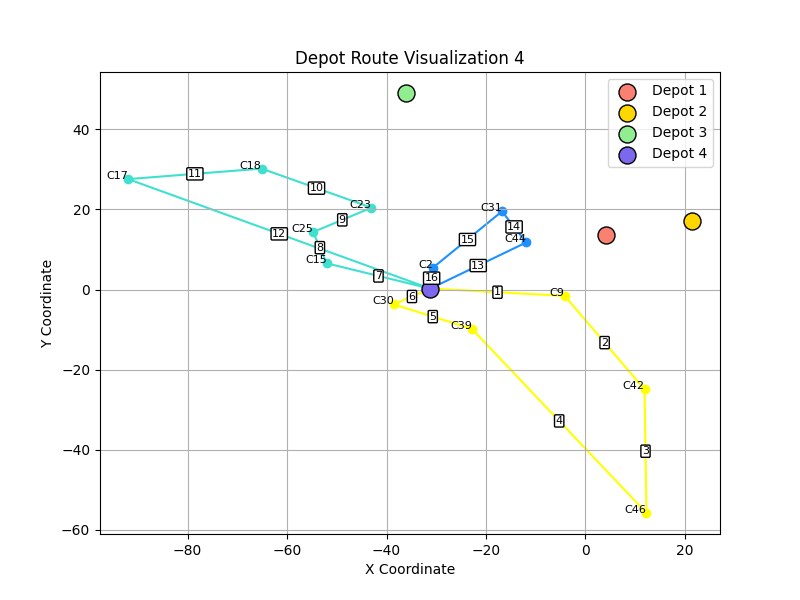 Depot Route Visualization 4
Depot 1
Depot 2
Depot 3
Depot 4
40
20
0
−20
−40
−60
Y Coordinate
C17
11
C18
10
C23
9
C25
12
8
C15
7
C31
14
C44
15
13
C2
16
C30
6
5
C39
1
C9
2
C42
4
3
C46
−80
−60
−40
−20
0
20
X Coordinate